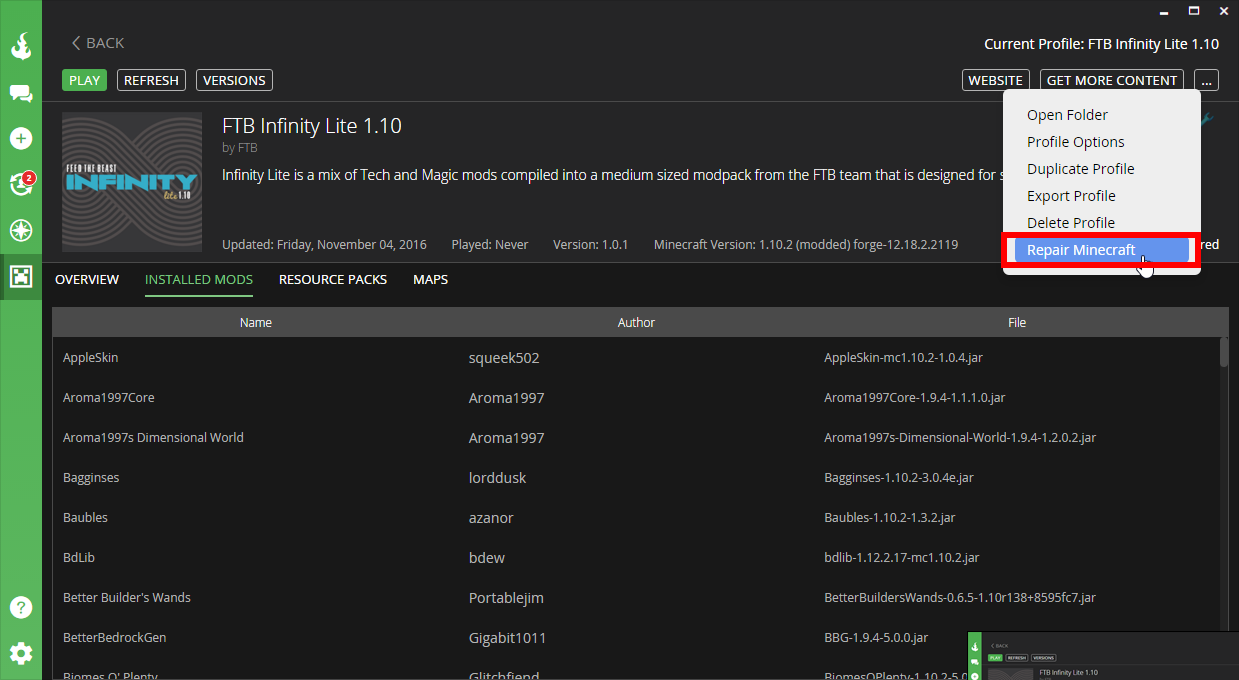 BACK
Current Profile: FTB Infinity Lite 1.10
PLAY REFRESH VERSIONS WEBSITE GET MORE CONTENT ...
Open Folder
Profile Options
Duplicate Profile
Export Profile
Delete Profile
Repair Minecraft
2
FEED THE BEAST
INFINITY
lite 1.10
FTB Infinity Lite 1.10
by FTB
Infinity Lite is a mix of Tech and Magic mods compiled into a medium sized modpack from the FTB team that is designed for s
Updated: Friday, November 04, 2016 Played: Never Version: 1.0.1 Minecraft Version: 1.10.2 (modded) forge-12.18.2.2119 red
OVERVIEW INSTALLED MODS RESOURCE PACKS MAPS
Name Author File
AppleSkin squeek502 AppleSkin-mc1.10.2-1.0.4.jar
Aroma1997Core Aroma1997 Aroma1997Core-1.9.4-1.1.1.0.jar
Aroma1997s Dimensional World Aroma1997 Aroma1997s-Dimensional-World-1.9.4-1.2.0.2.jar
Bagginses lorddusk Bagginses-1.10.2-3.0.4e.jar
Baubles azanor Baubles-1.10.2-1.3.2.jar
BdLib bdew bdlib-1.12.2.17-mc1.10.2.jar
Better Builder's Wands Portablejim BetterBuildersWands-0.6.5-1.10r138+8595fc7.jar
BetterBedrockGen Gigabit1011 BBG-1.9.4-5.0.0.jar
Biomes O' Plenty Glitchfiend BiomesOPlenty-1.10.2-5.0
?
BACK
PLAY REFRESH VERSIONS
FTB Infinity Lite 1.10